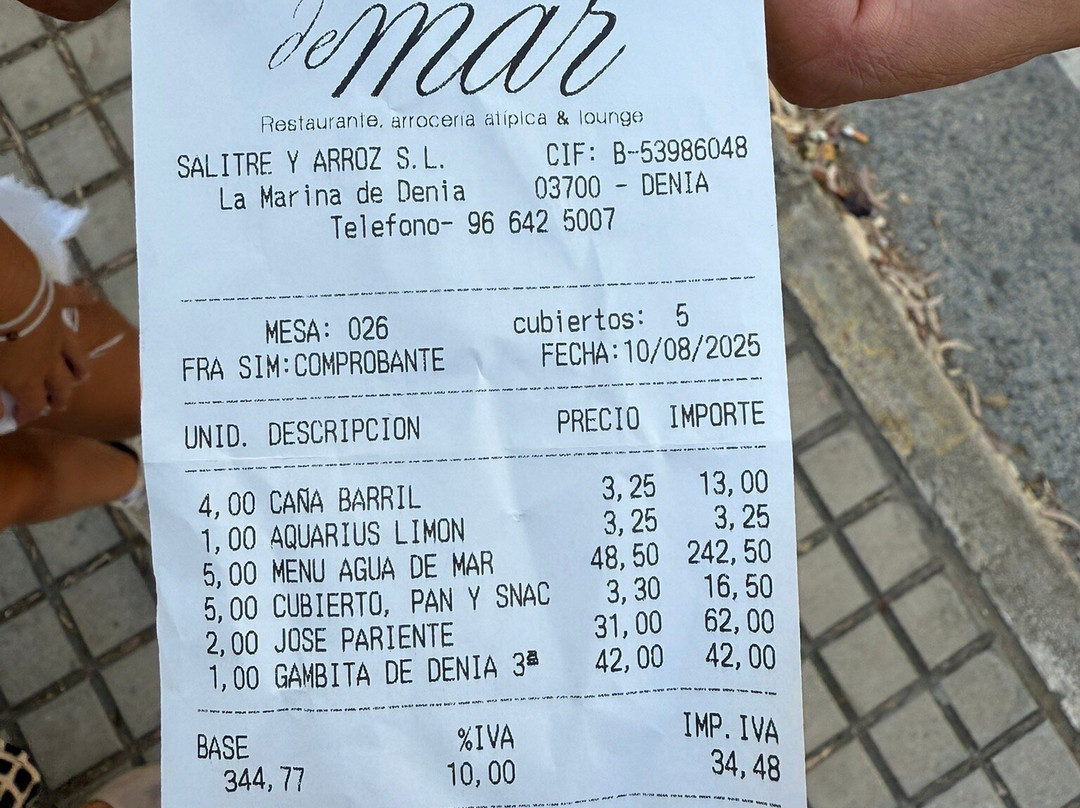 de mar
Restaurante, arrocería atípica & lounge
SALITRE Y ARROZ S.L. CIF: B-53986048
La Marina de Denia 03700 - DENIA
Telefono- 96 642 5007
MESA: 026 cubiertos: 5
FRA SIM:COMPROBANTE FECHA:10/08/2025
UNID. DESCRIPCION PRECIO IMPORTE
4,00 CAÑA BARRIL 3,25 13,00
1,00 AQUARIUS LIMON 3,25 3,25
5,00 MENU AGUA DE MAR 48,50 242,50
5,00 CUBIERTO, PAN Y SNAC 3,30 16,50
2,00 JOSE PARIENTE 31,00 62,00
1,00 GAMBITA DE DENIA 3ª 42,00 42,00
BASE %IVA IMP. IVA
344,77 10,00 34,48